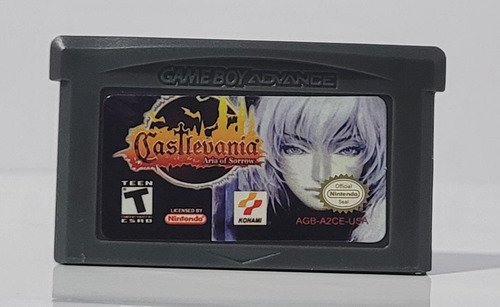 GAME BOY ADVANCE
Castlevania
Aria of Sorrow
TEEN
T
ESRB
LICENSED BY
Nintendo
KONAMI
Official
Nintendo
Seal
AGB-A2CE-USA